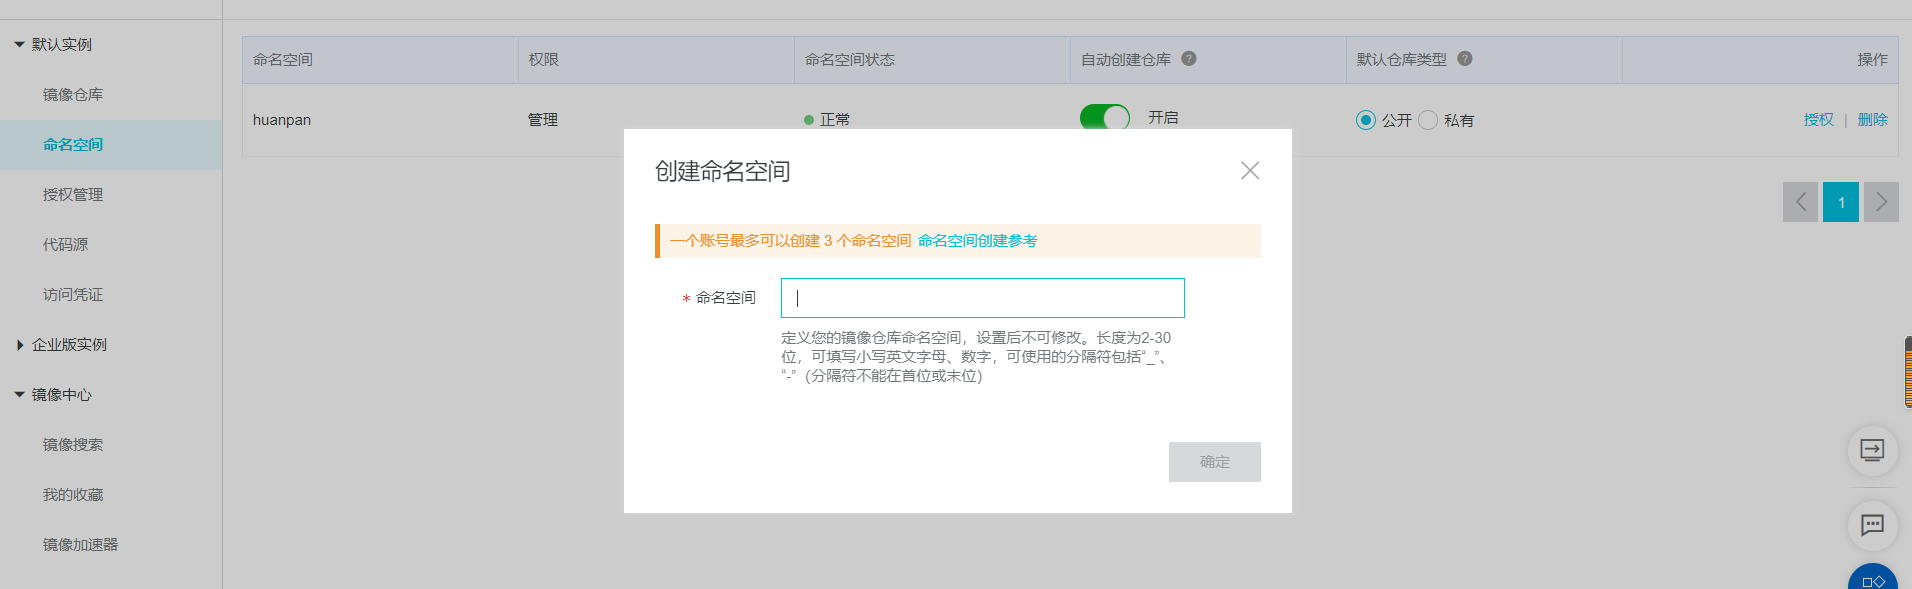 默认实例
镜像仓库
命名空间
授权管理
代码源
访问凭证
企业版实例
镜像中心
镜像搜索
我的收藏
镜像加速器
命名空间 权限 命名空间状态 自动创建仓库 ? 默认仓库类型 ? 操作
huanpan 管理 正常 开启 公开 私有 授权 | 删除
1
创建命名空间
一个账号最多可以创建 3 个命名空间 命名空间创建参考
* 命名空间
定义您的镜像仓库命名空间，设置后不可修改。长度为2-30
位，可填写小写英文字母、数字，可使用的分隔符包括“_”、
“-”（分隔符不能在首位或末位）
确定